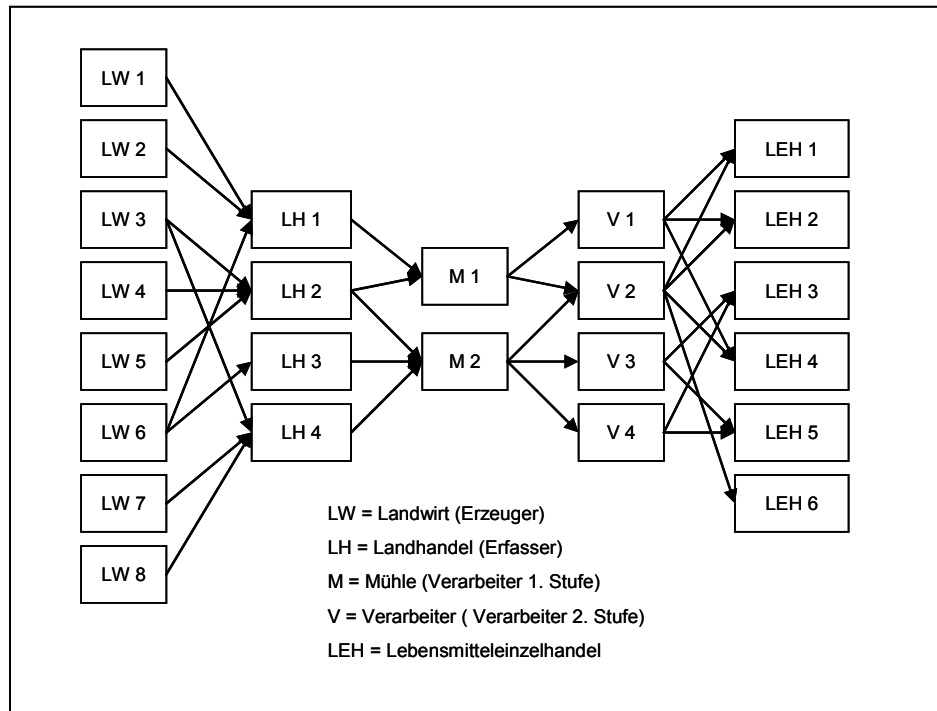 LW 1
LW 2
LW 3
LW 4
LW 5
LW 6
LW 7
LW 8
LH 1
LH 2
LH 3
LH 4
M 1
M 2
V 1
V 2
V 3
V 4
LEH 1
LEH 2
LEH 3
LEH 4
LEH 5
LEH 6
LW = Landwirt (Erzeuger)
LH = Landhandel (Erfasser)
M = Mühle (Verarbeiter 1. Stufe)
V = Verarbeiter ( Verarbeiter 2. Stufe)
LEH = Lebensmitteleinzelhandel